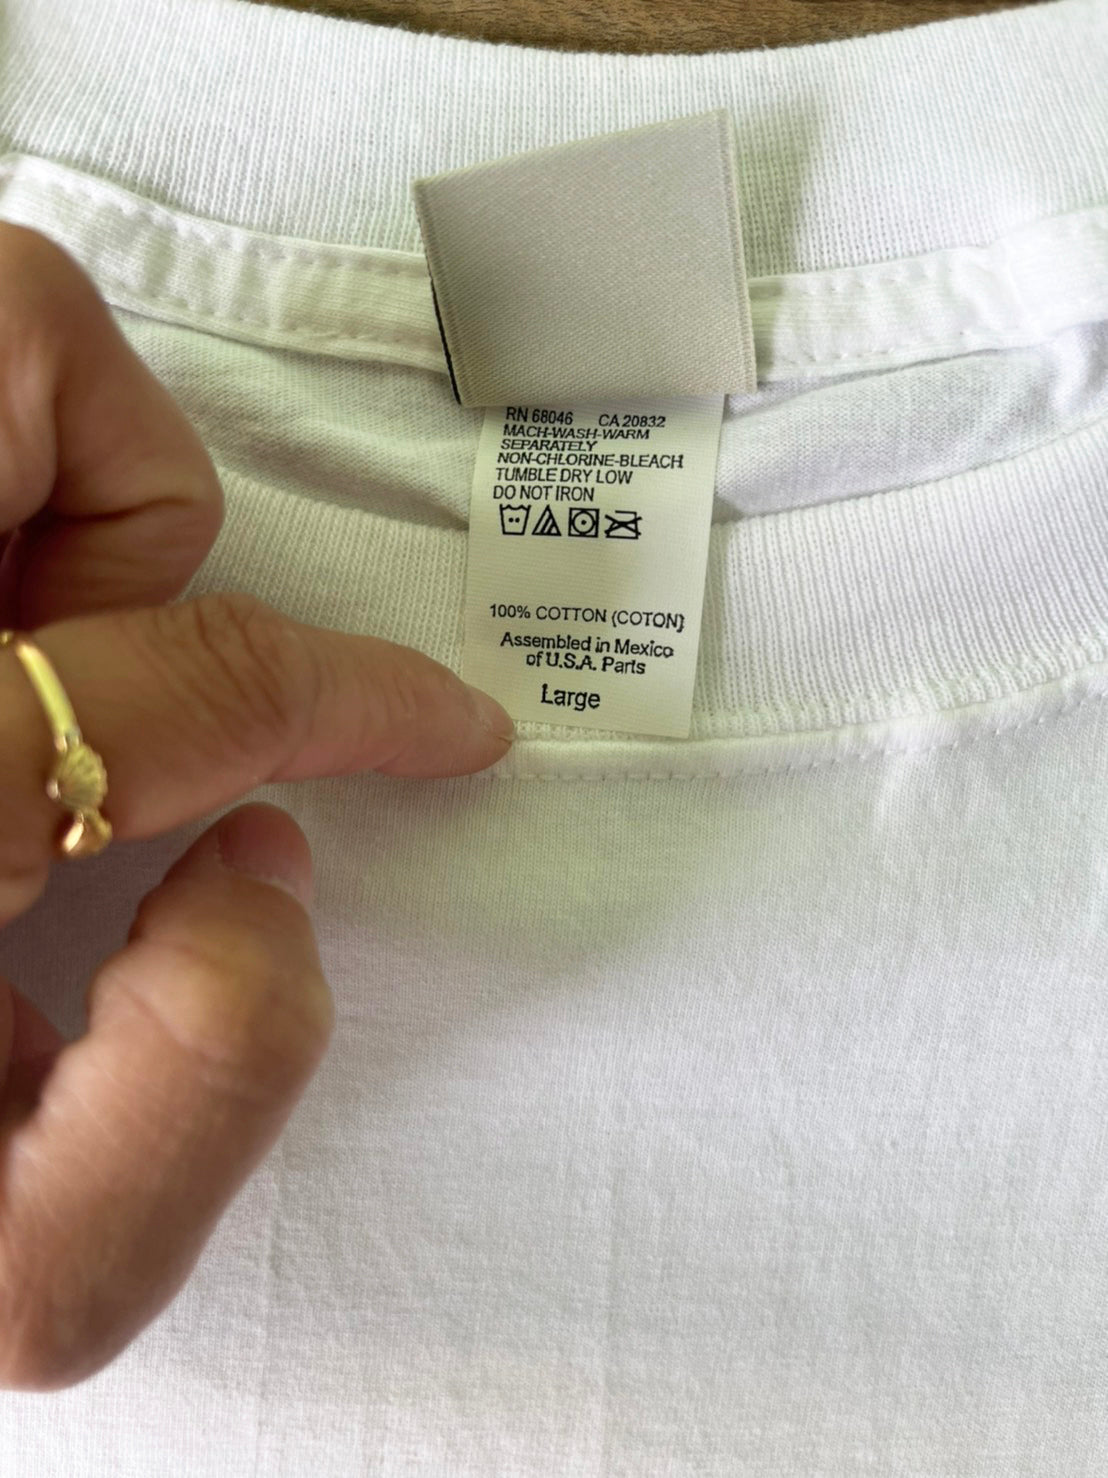 RN 68046 CA 20832
MACH-WASH-WARM
SEPARATELY
NON-CHLORINE-BLEACH
TUMBLE DRY LOW
DO NOT IRON
100% COTTON (COTON)
Assembled in Mexico
of U.S.A. Parts
Large